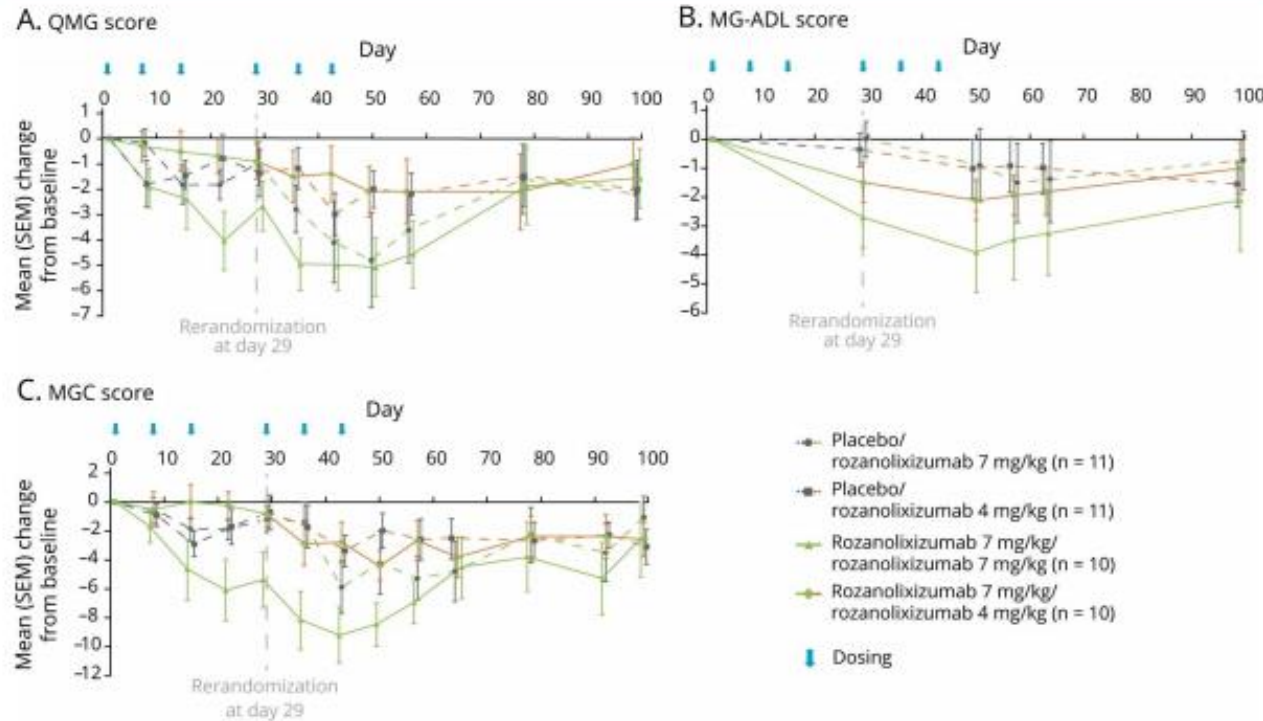 A. QMG score
Day
0 10 20 30 40 50 60 70 80 90 100
1
0
−1
−2
−3
−4
−5
−6
−7
Mean (SEM) change
from baseline
Rerandomization
at day 29
B. MG-ADL score
Day
0 10 20 30 40 50 60 70 80 90 100
1
0
−1
−2
−3
−4
−5
−6
Rerandomization
at day 29
C. MGC score
Day
0 10 20 30 40 50 60 70 80 90 100
2
0
−2
−4
−6
−8
−10
−12
Mean (SEM) change
from baseline
Rerandomization
at day 29
Placebo/
rozanolixizumab 7 mg/kg (n = 11)
Placebo/
rozanolixizumab 4 mg/kg (n = 11)
Rozanolixizumab 7 mg/kg/
rozanolixizumab 7 mg/kg (n = 10)
Rozanolixizumab 7 mg/kg/
rozanolixizumab 4 mg/kg (n = 10)
Dosing